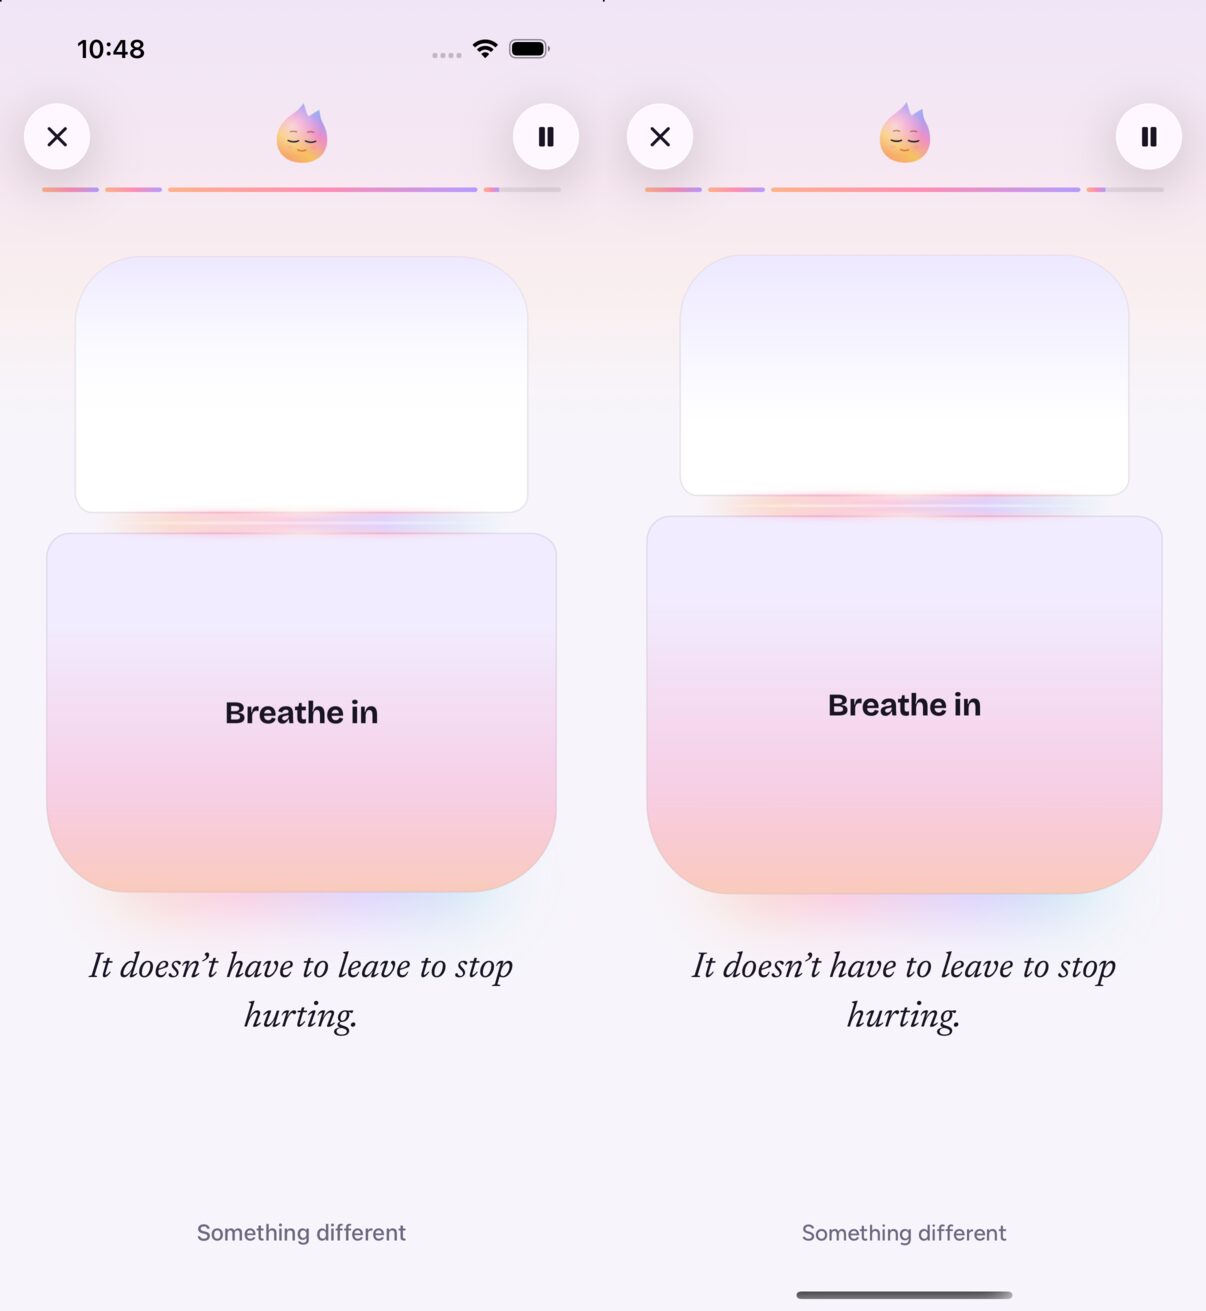 10:48
Breathe in
It doesn’t have to leave to stop
hurting.
Something different
Breathe in
It doesn’t have to leave to stop
hurting.
Something different